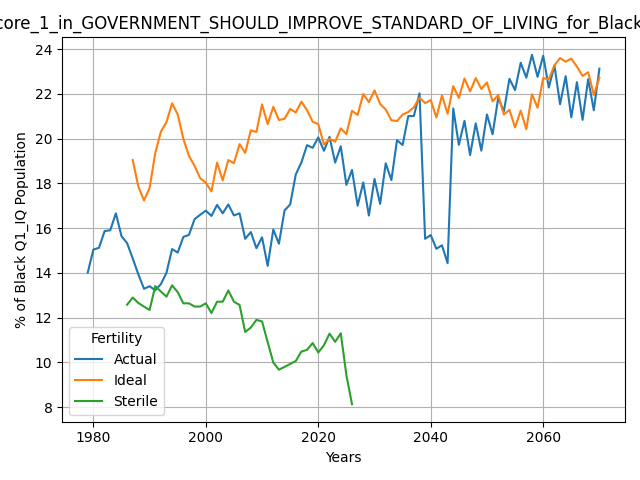 core_1_in_GOVERNMENT_SHOULD_IMPROVE_STANDARD_OF_LIVING_for_Black
% of Black Q1_IQ Population
24
22
20
18
16
14
12
10
8
Fertility
Actual
Ideal
Sterile
1980
2000
2020
2040
2060
Years